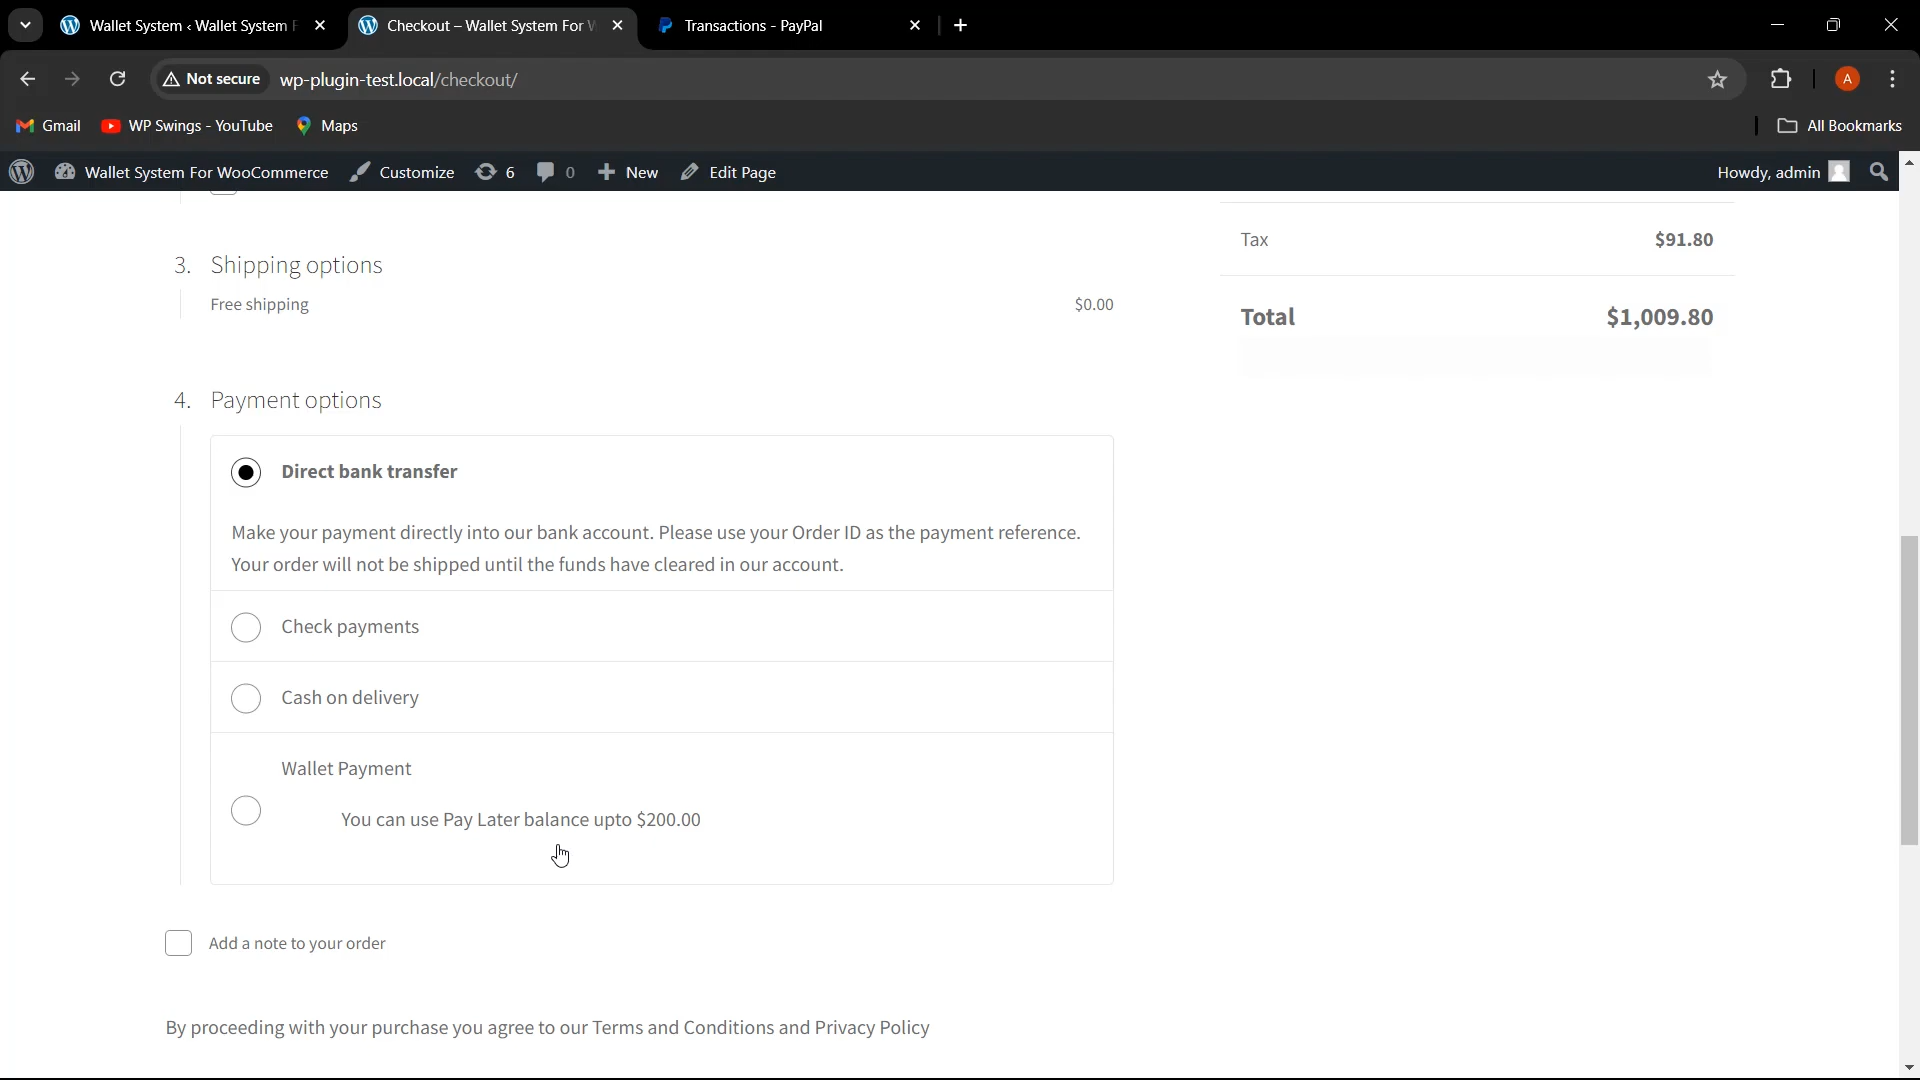 Wallet System ‹ Wallet System F
Checkout – Wallet System For W
Transactions - PayPal
Not secure
wp-plugin-test.local/checkout/
A
Gmail
WP Swings - YouTube
Maps
All Bookmarks
Wallet System For WooCommerce
Customize
6
0
New
Edit Page
Howdy, admin
Tax
$91.80
3. Shipping options
Free shipping
$0.00
Total
$1,009.80
4. Payment options
Direct bank transfer
Make your payment directly into our bank account. Please use your Order ID as the payment reference.
Your order will not be shipped until the funds have cleared in our account.
Check payments
Cash on delivery
Wallet Payment
You can use Pay Later balance upto $200.00
Add a note to your order
By proceeding with your purchase you agree to our Terms and Conditions and Privacy Policy